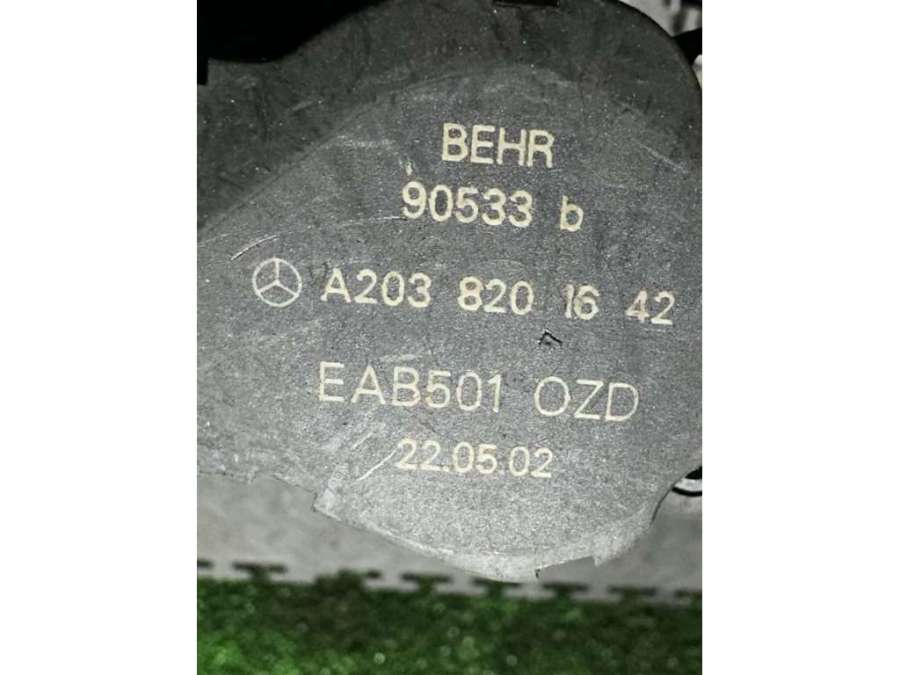 BEHR
90533 b
A203 820 16 42
EAB501 OZD
22.05.02